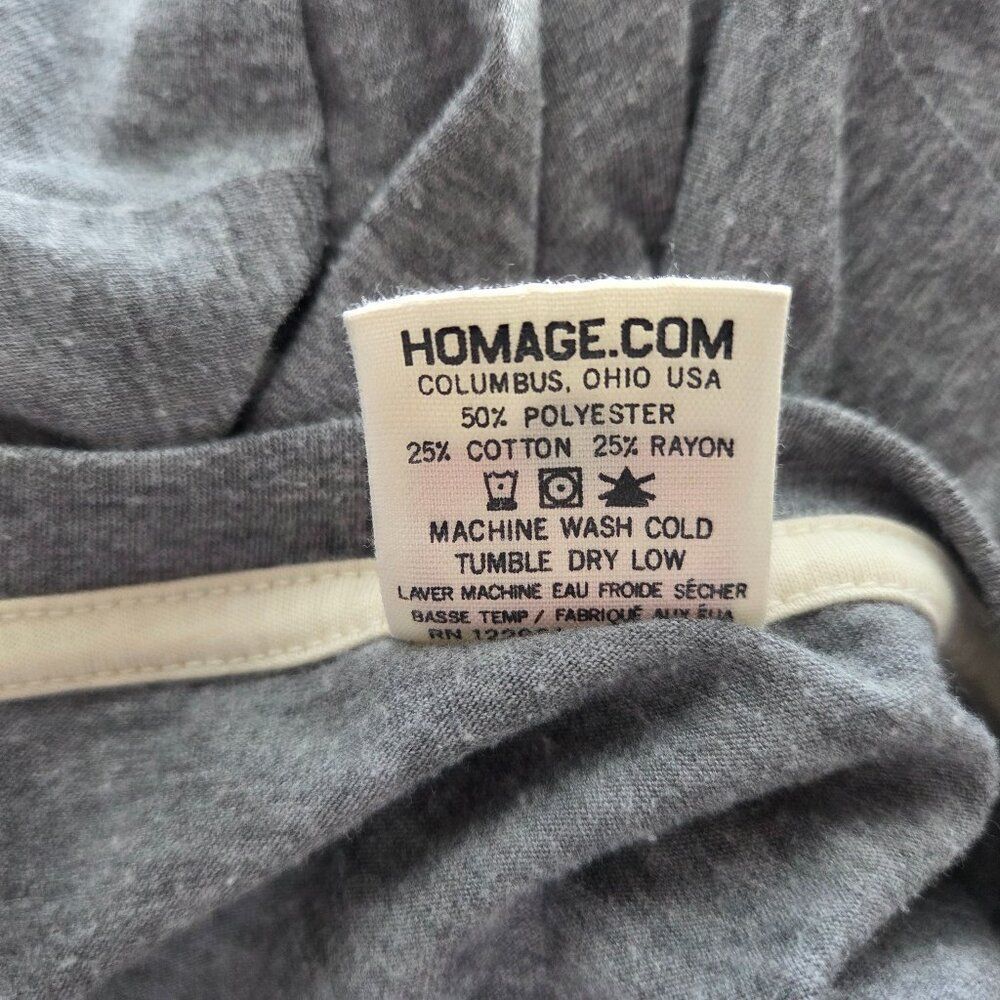 HOMAGE.COM
COLUMBUS, OHIO USA
50% POLYESTER
25% COTTON 25% RAYON
MACHINE WASH COLD
TUMBLE DRY LOW
LAVER MACHINE EAU FROIDE SÉCHER
BASSE TEMP / FABRIQUÉ AUX ÉUA
RN